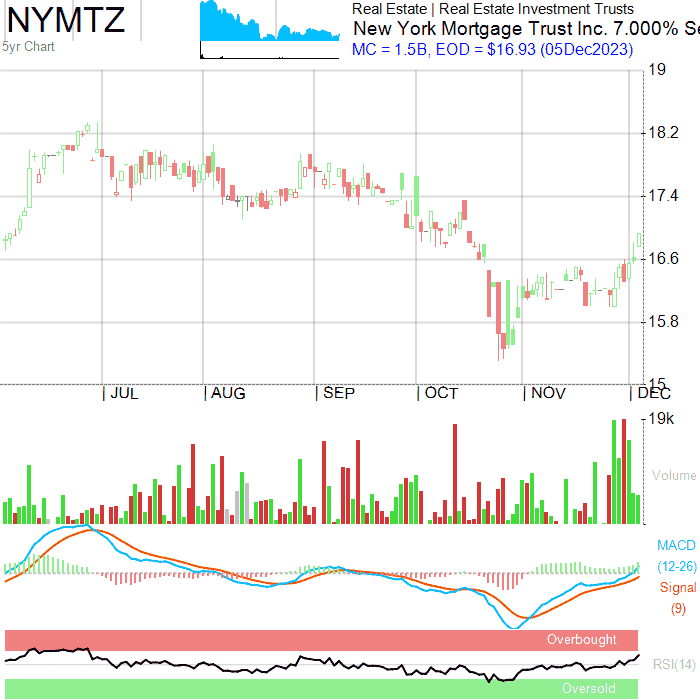 NYMTZ
5yr Chart
Real Estate | Real Estate Investment Trusts
New York Mortgage Trust Inc. 7.000% Se
MC = 1.5B, EOD = $16.93 (05Dec2023)
19
18.2
17.4
16.6
15.8
15
| JUL | AUG | SEP | OCT | NOV | DEC
19k
Volume
MACD
(12-26)
Signal
(9)
Overbought
RSI(14)
Oversold